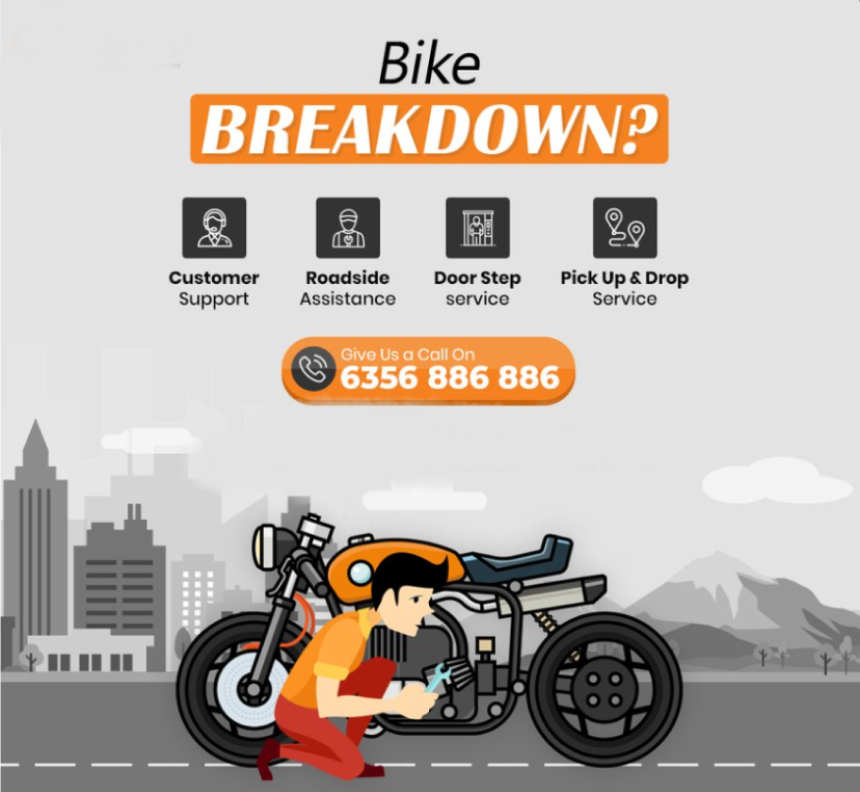 Bike
BREAKDOWN?
Customer
Support
Roadside
Assistance
Door Step
service
Pick Up & Drop
Service
Give Us a Call On
6356 886 886